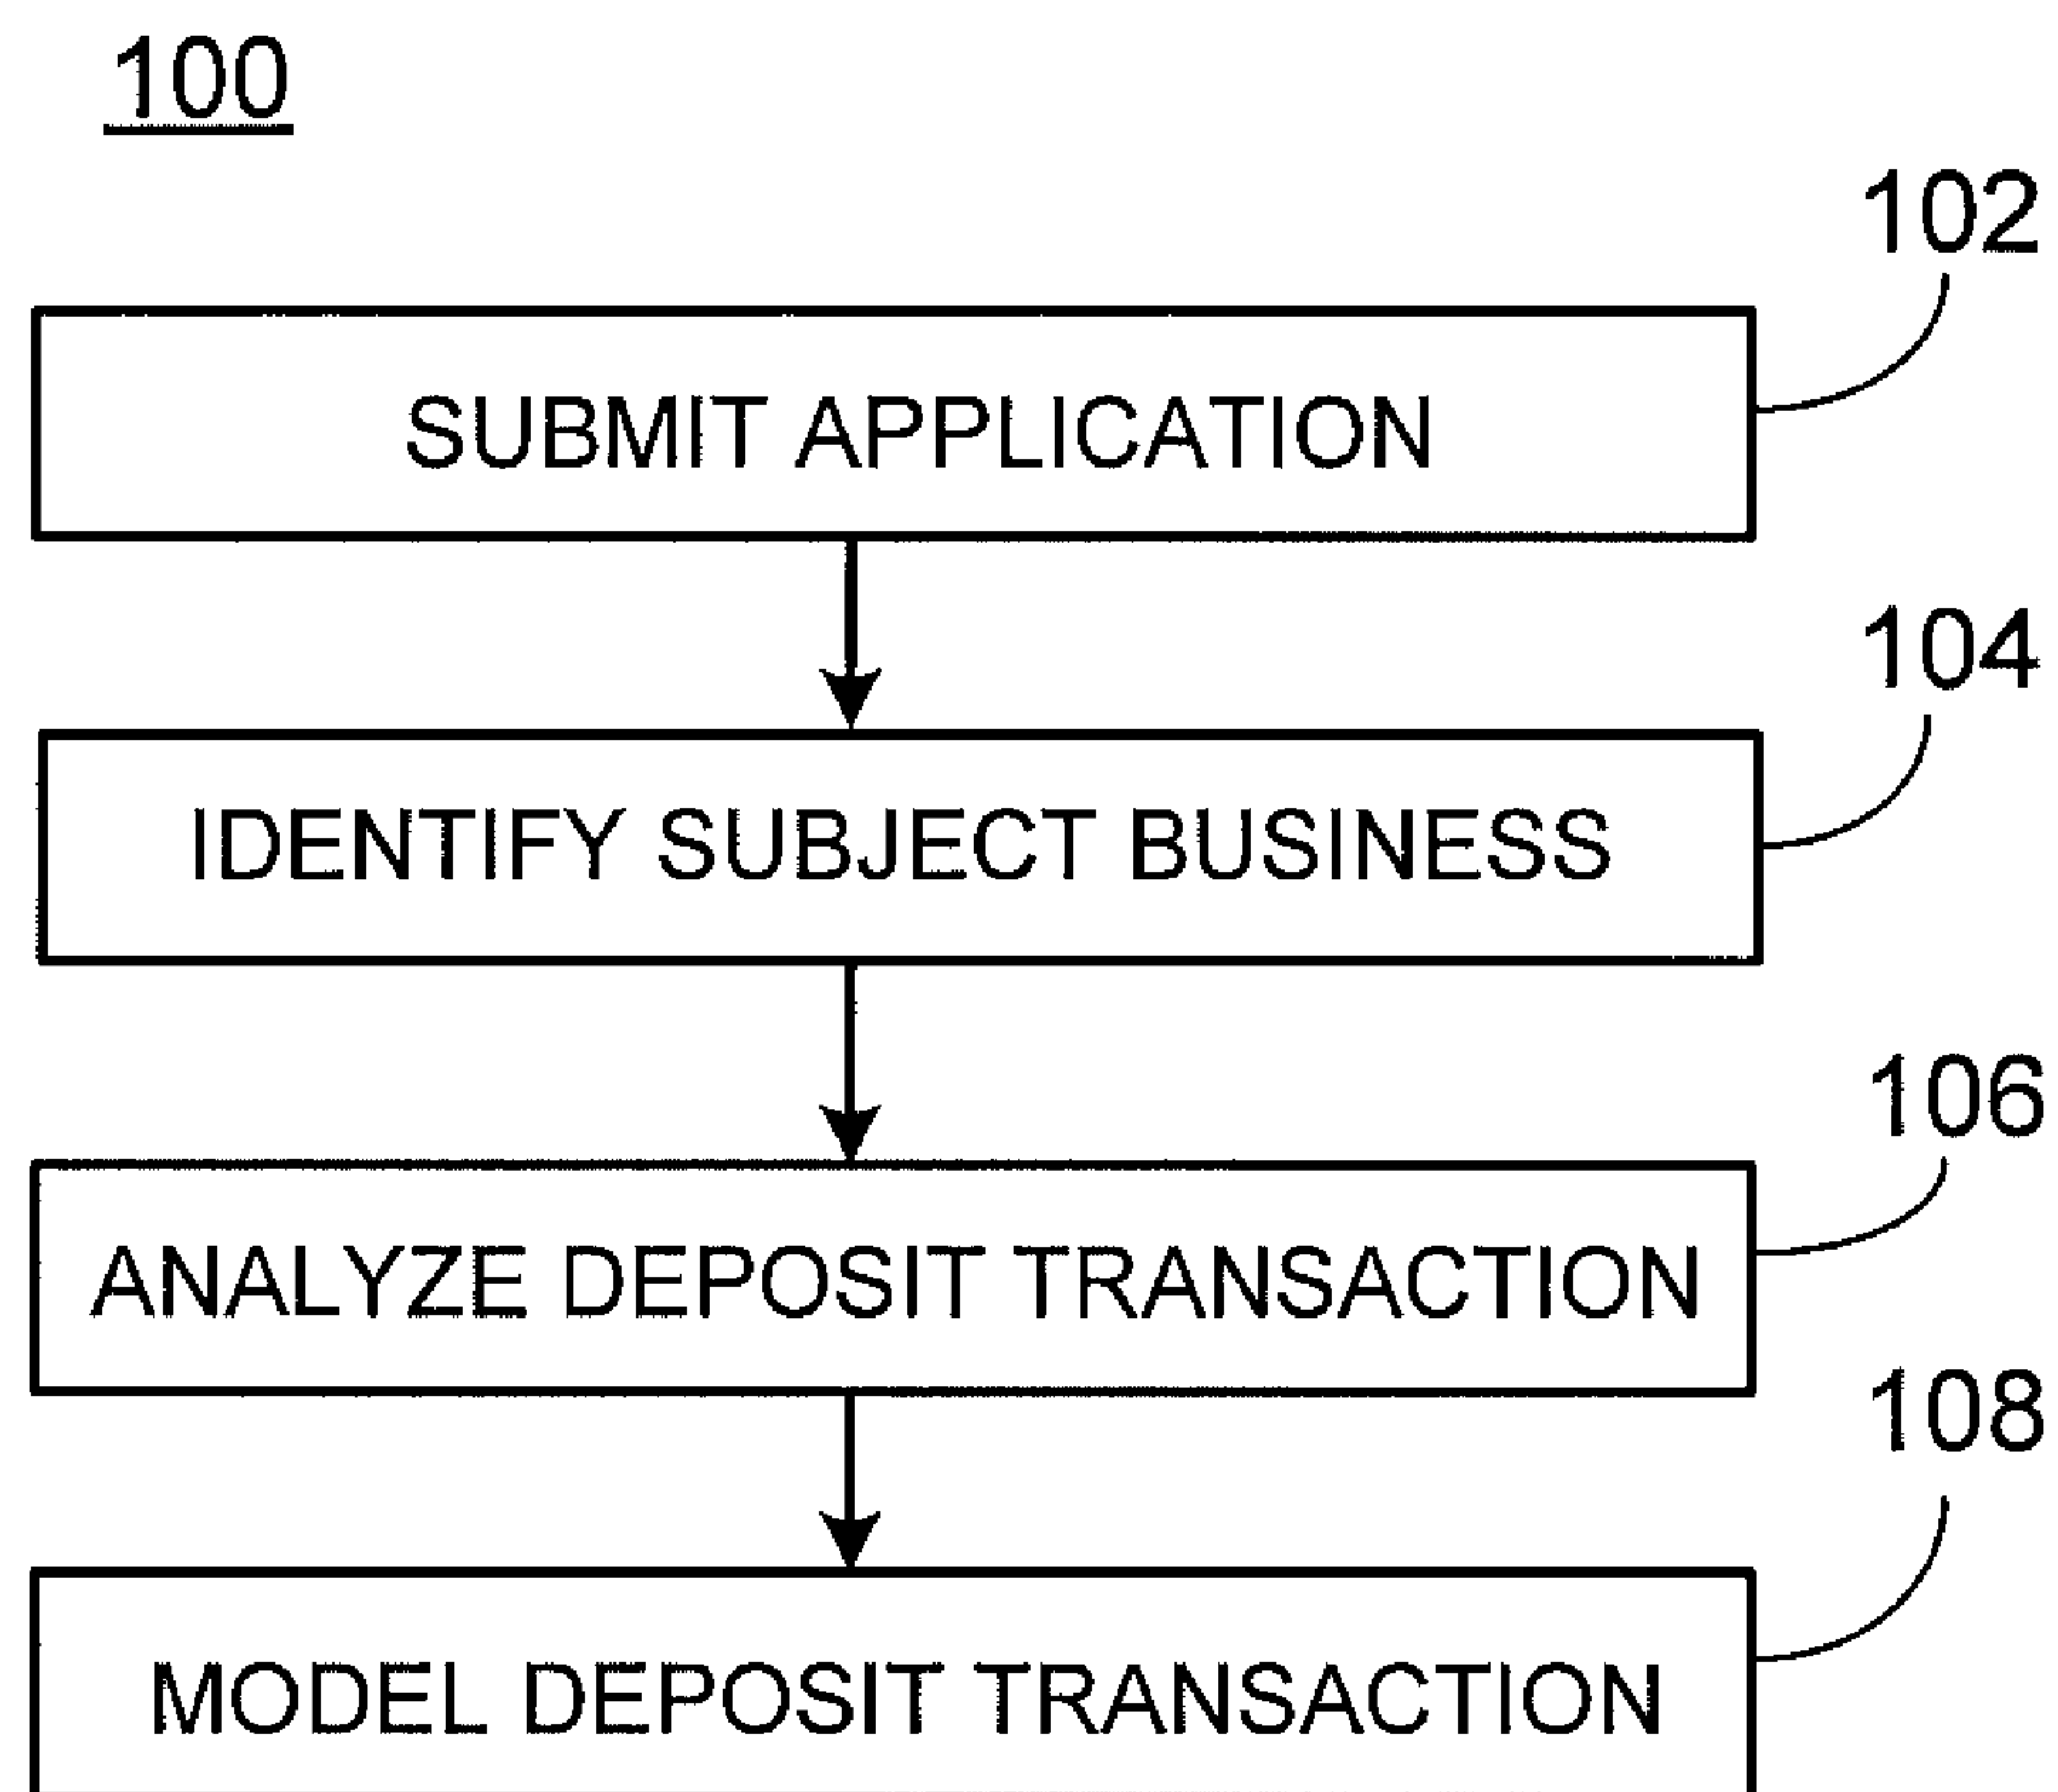 100
102
SUBMIT APPLICATION
104
IDENTIFY SUBJECT BUSINESS
106
ANALYZE DEPOSIT TRANSACTION
108
MODEL DEPOSIT TRANSACTION